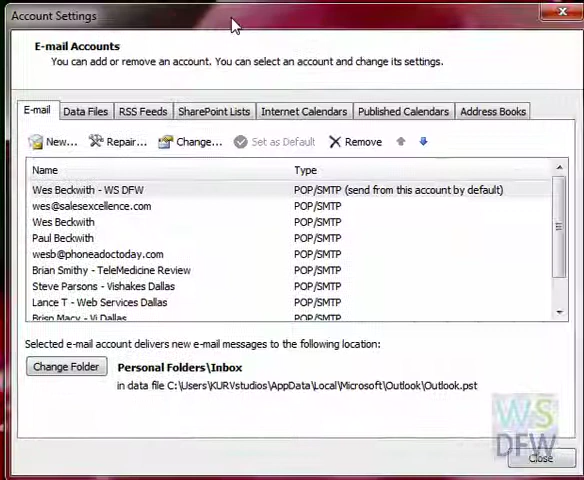 Account Settings
E-mail Accounts
You can add or remove an account. You can select an account and change its settings.
E-mail Data Files RSS Feeds SharePoint Lists Internet Calendars Published Calendars Address Books
New... Repair... Change... Set as Default Remove
Name Type
Wes Beckwith - WS DFW POP/SMTP (send from this account by default)
wes@salesexcellence.com POP/SMTP
Wes Beckwith POP/SMTP
Paul Beckwith POP/SMTP
wesb@phoneadoctoday.com POP/SMTP
Brian Smithy - TeleMedicine Review POP/SMTP
Steve Parsons - Vishakes Dallas POP/SMTP
Lance T - Web Services Dallas POP/SMTP
Brian Macy - Vi Dallas POP/SMTP
Selected e-mail account delivers new e-mail messages to the following location:
Change Folder Personal Folders\Inbox
in data file C:\Users\KURVstudios\AppData\Local\Microsoft\Outlook\Outlook.pst
WS
DFW
Close